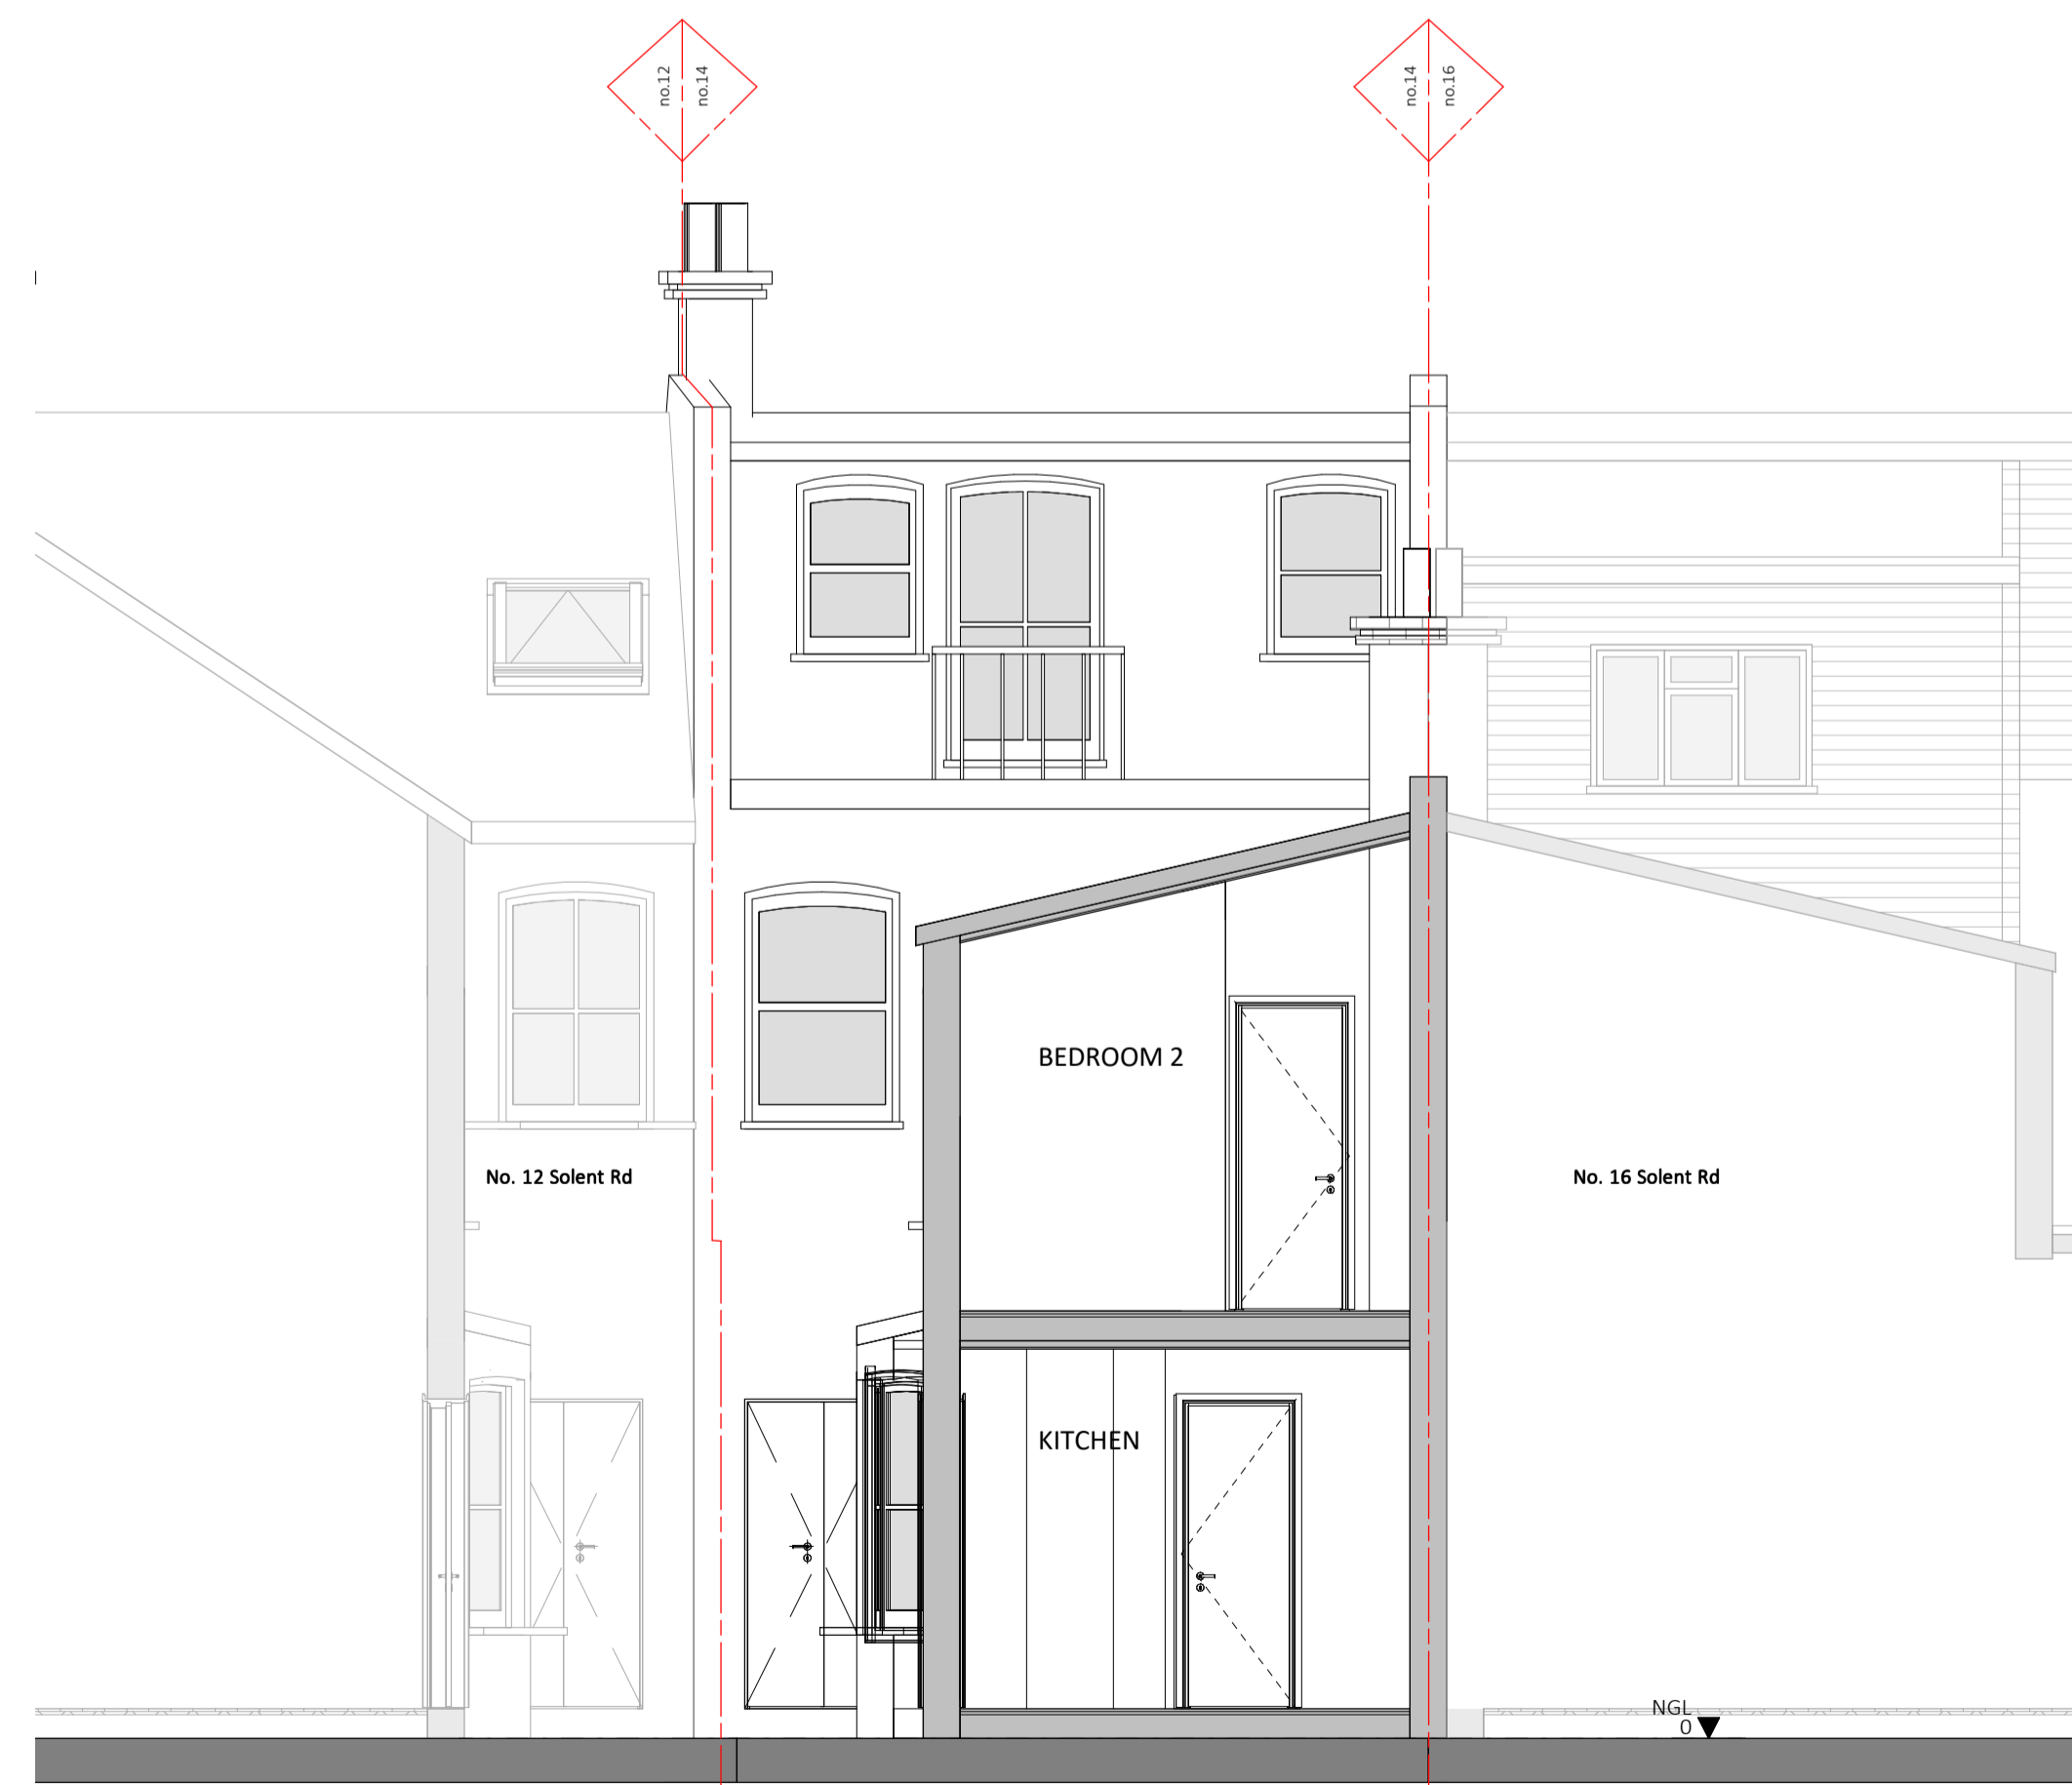 no.12
no.14
no.14
no.16
BEDROOM 2
No. 12 Solent Rd
No. 16 Solent Rd
KITCHEN
NGL
0